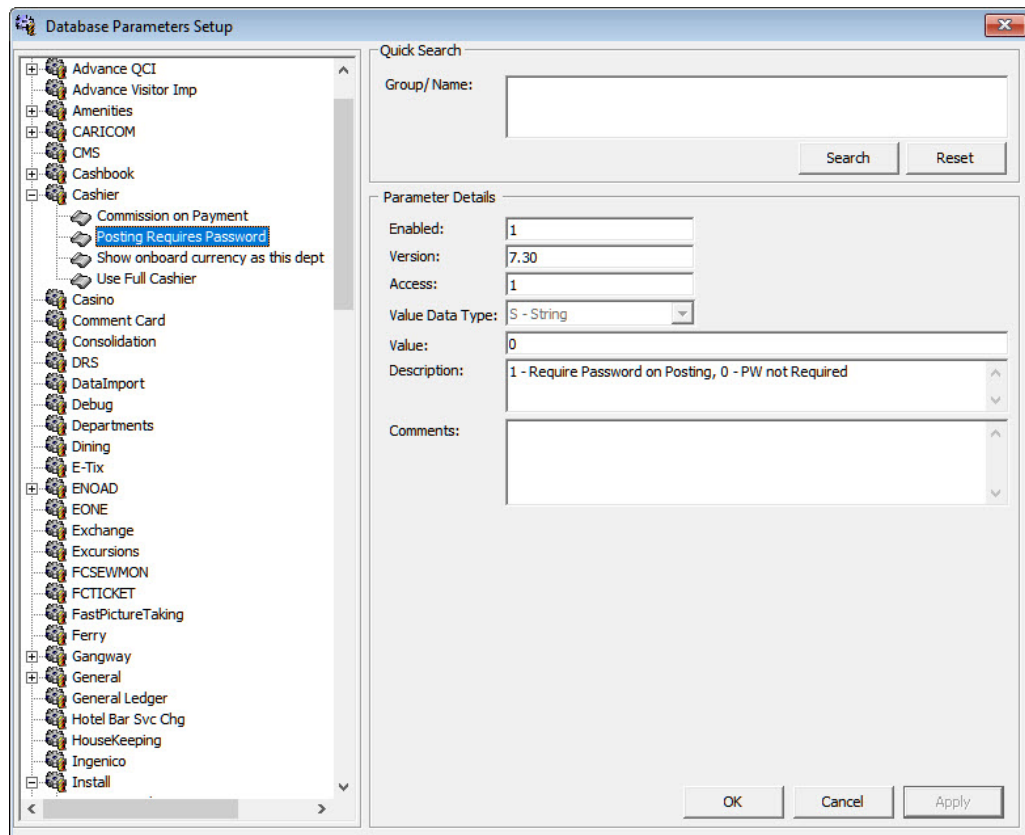 Database Parameters Setup
Advance QCI
Advance Visitor Imp
Amenities
CARICOM
CMS
Cashbook
Cashier
Commission on Payment
Posting Requires Password
Show onboard currency as this dept
Use Full Cashier
Casino
Comment Card
Consolidation
DRS
DataImport
Debug
Departments
Dining
E-Tix
ENOAD
EONE
Exchange
Excursions
FCSEWMON
FCTICKET
FastPictureTaking
Ferry
Gangway
General
General Ledger
Hotel Bar Svc Chg
HouseKeeping
Ingenico
Install
Quick Search
Group/Name:
Search Reset
Parameter Details
Enabled: 1
Version: 7.30
Access: 1
Value Data Type: S - String
Value: 0
Description: 1 - Require Password on Posting, 0 - PW not Required
Comments:
OK Cancel Apply